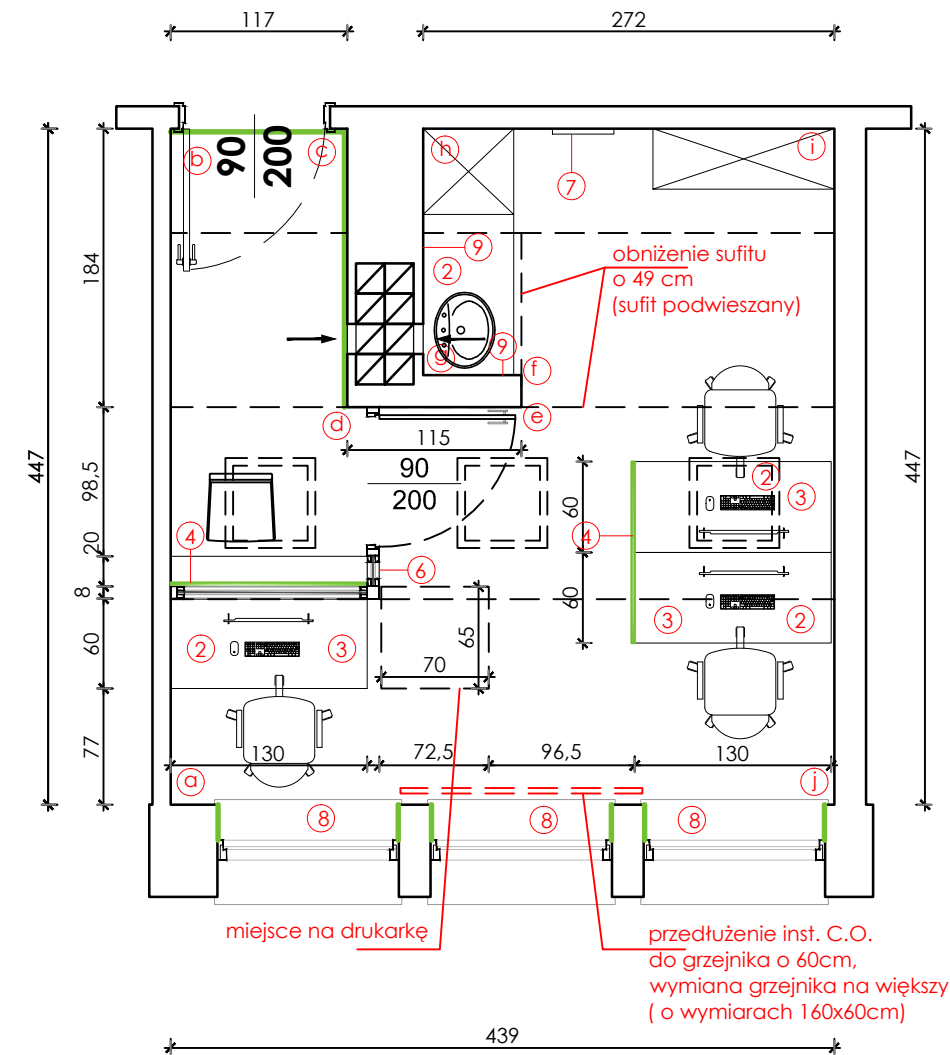 117
272
b
90
200
c
h
7
i
9
2
obniżenie sufitu
o 49 cm
(sufit podwieszany)
184
g
9
f
d
e
115
447
447
98,5
90
200
60
2
3
4
4
20
6
8
60
3
2
2
3
65
60
70
77
130
72,5
96,5
130
a
j
8
8
8
miejsce na drukarkę
przedłużenie inst. C.O.
do grzejnika o 60cm,
wymiana grzejnika na większy
( o wymiarach 160x60cm)
439